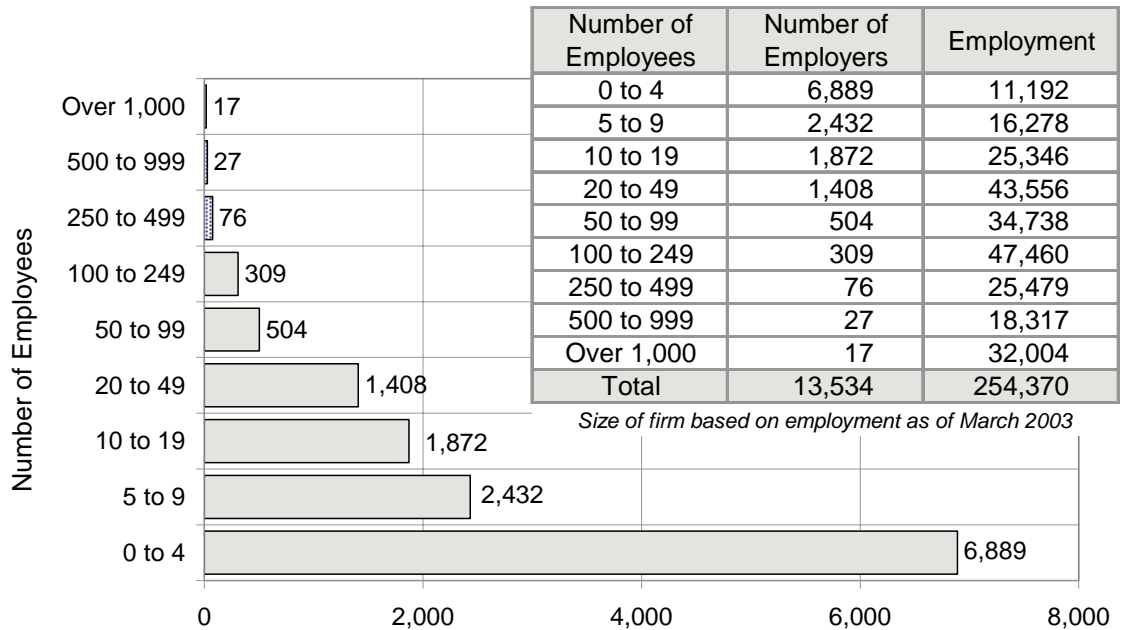 Number of Employees Number of Employers Employment
0 to 4 6,889 11,192
5 to 9 2,432 16,278
10 to 19 1,872 25,346
20 to 49 1,408 43,556
50 to 99 504 34,738
100 to 249 309 47,460
250 to 499 76 25,479
500 to 999 27 18,317
Over 1,000 17 32,004
Total 13,534 254,370
Size of firm based on employment as of March 2003
Number of Employees
Over 1,000 17
500 to 999 27
250 to 499 76
100 to 249 309
50 to 99 504
20 to 49 1,408
10 to 19 1,872
5 to 9 2,432
0 to 4 6,889
0 2,000 4,000 6,000 8,000